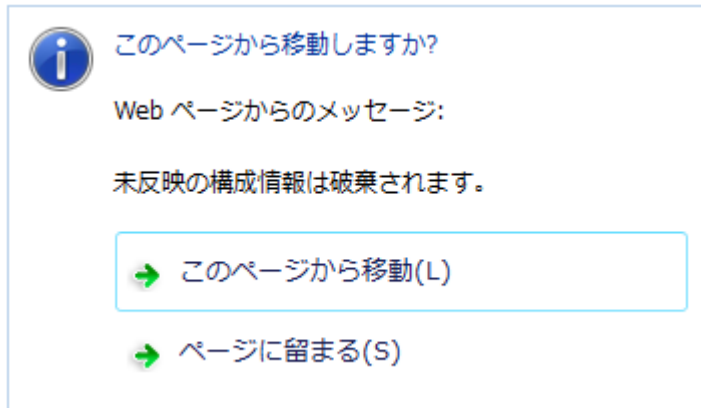 このページから移動しますか?
Web ページからのメッセージ:
未反映の構成情報は破棄されます。
このページから移動(L)
ページに留まる(S)